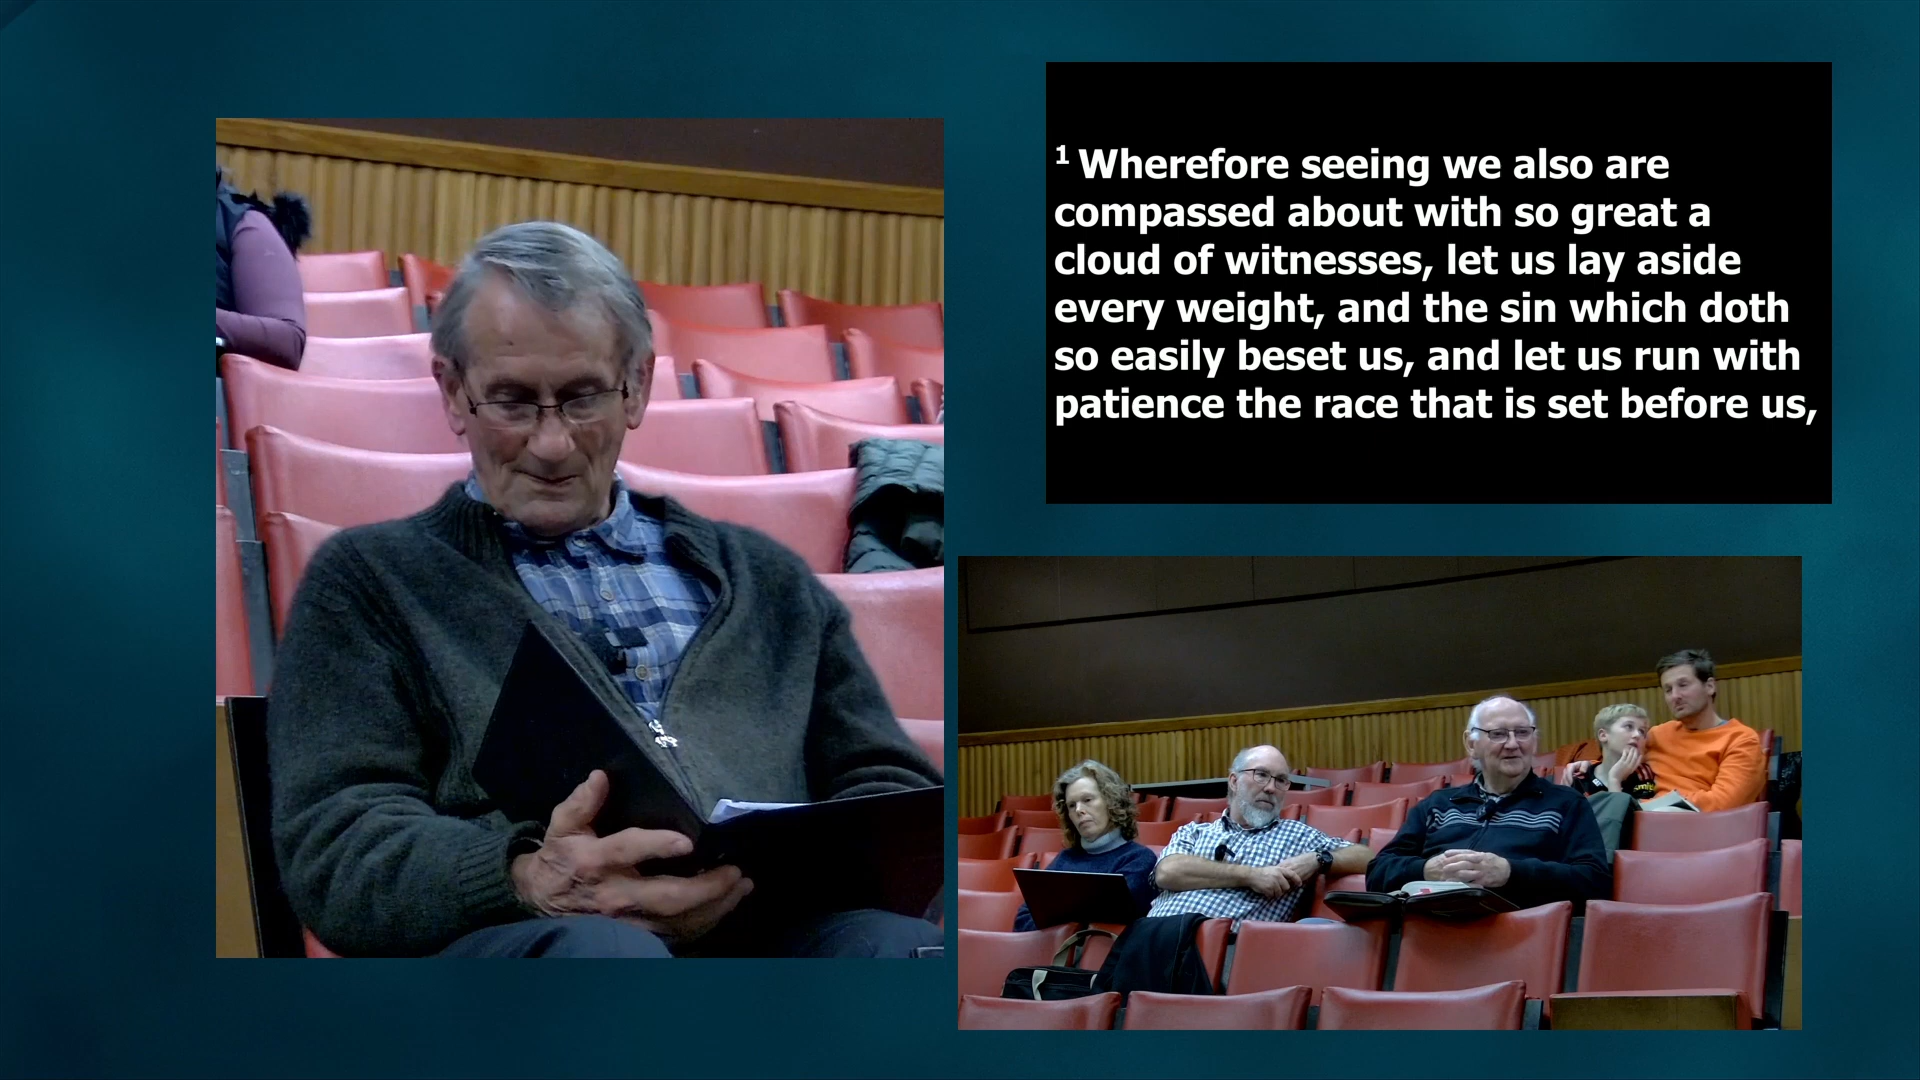 1 Wherefore seeing we also are
compassed about with so great a
cloud of witnesses, let us lay aside
every weight, and the sin which doth
so easily beset us, and let us run with
patience the race that is set before us,